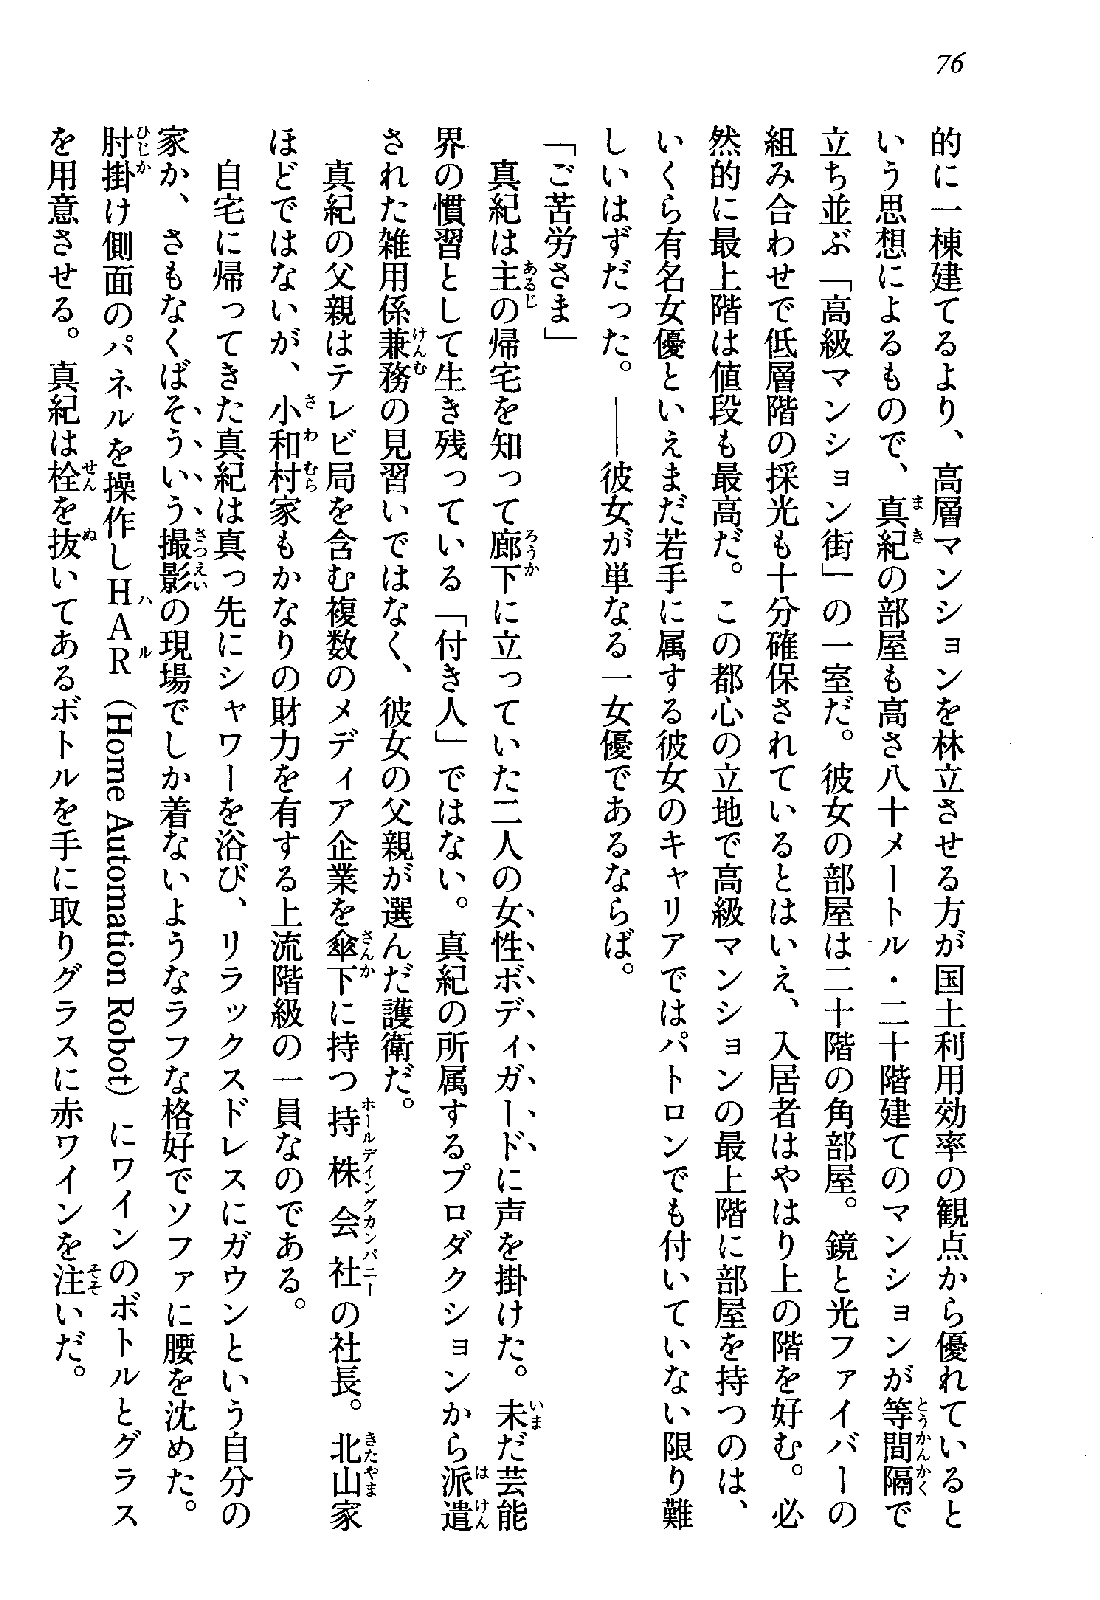 76
的に一棟建てるより、高層マンションを林立させる方が国土利用効率の観点から優れていると
いう思想によるもので、真紀の部屋も高さ八十メートル・二十階建てのマンションが等間隔で
立ち並ぶ「高級マンション街」の一室だ。彼女の部屋は二十階の角部屋。鏡と光ファイバーの
組み合わせで低層階の採光も十分確保されているとはいえ、入居者はやはり上の階を好む。必
然的に最上階は値段も最高だ。この都心の立地で高級マンションの最上階に部屋を持つのは、
いくら有名女優といえまだ若手に属する彼女のキャリアではパトロンでも付いていない限り難
しいはずだった。――彼女が単なる一女優であるならば。
「ご苦労さま」
　真紀は主の帰宅を知って廊下に立っていた二人の女性ボディガードに声を掛けた。未だ芸能
界の慣習として生き残っている「付き人」ではない。真紀の所属するプロダクションから派遣
された雑用係兼務の見習いではなく、彼女の父親が選んだ護衛だ。
　真紀の父親はテレビ局を含む複数のメディア企業を傘下に持つ持株会社の社長。北山家
ほどではないが、小和村家もかなりの財力を有する上流階級の一員なのである。
　自宅に帰ってきた真紀は真っ先にシャワーを浴び、リラックスドレスにガウンという自分の
家か、さもなくばそういう撮影の現場でしか着ないようなラフな格好でソファに腰を沈めた。
肘掛け側面のパネルを操作しHAR（Home Automation Robot）にワインのボトルとグラス
を用意させる。真紀は栓を抜いてあるボトルを手に取りグラスに赤ワインを注いだ。